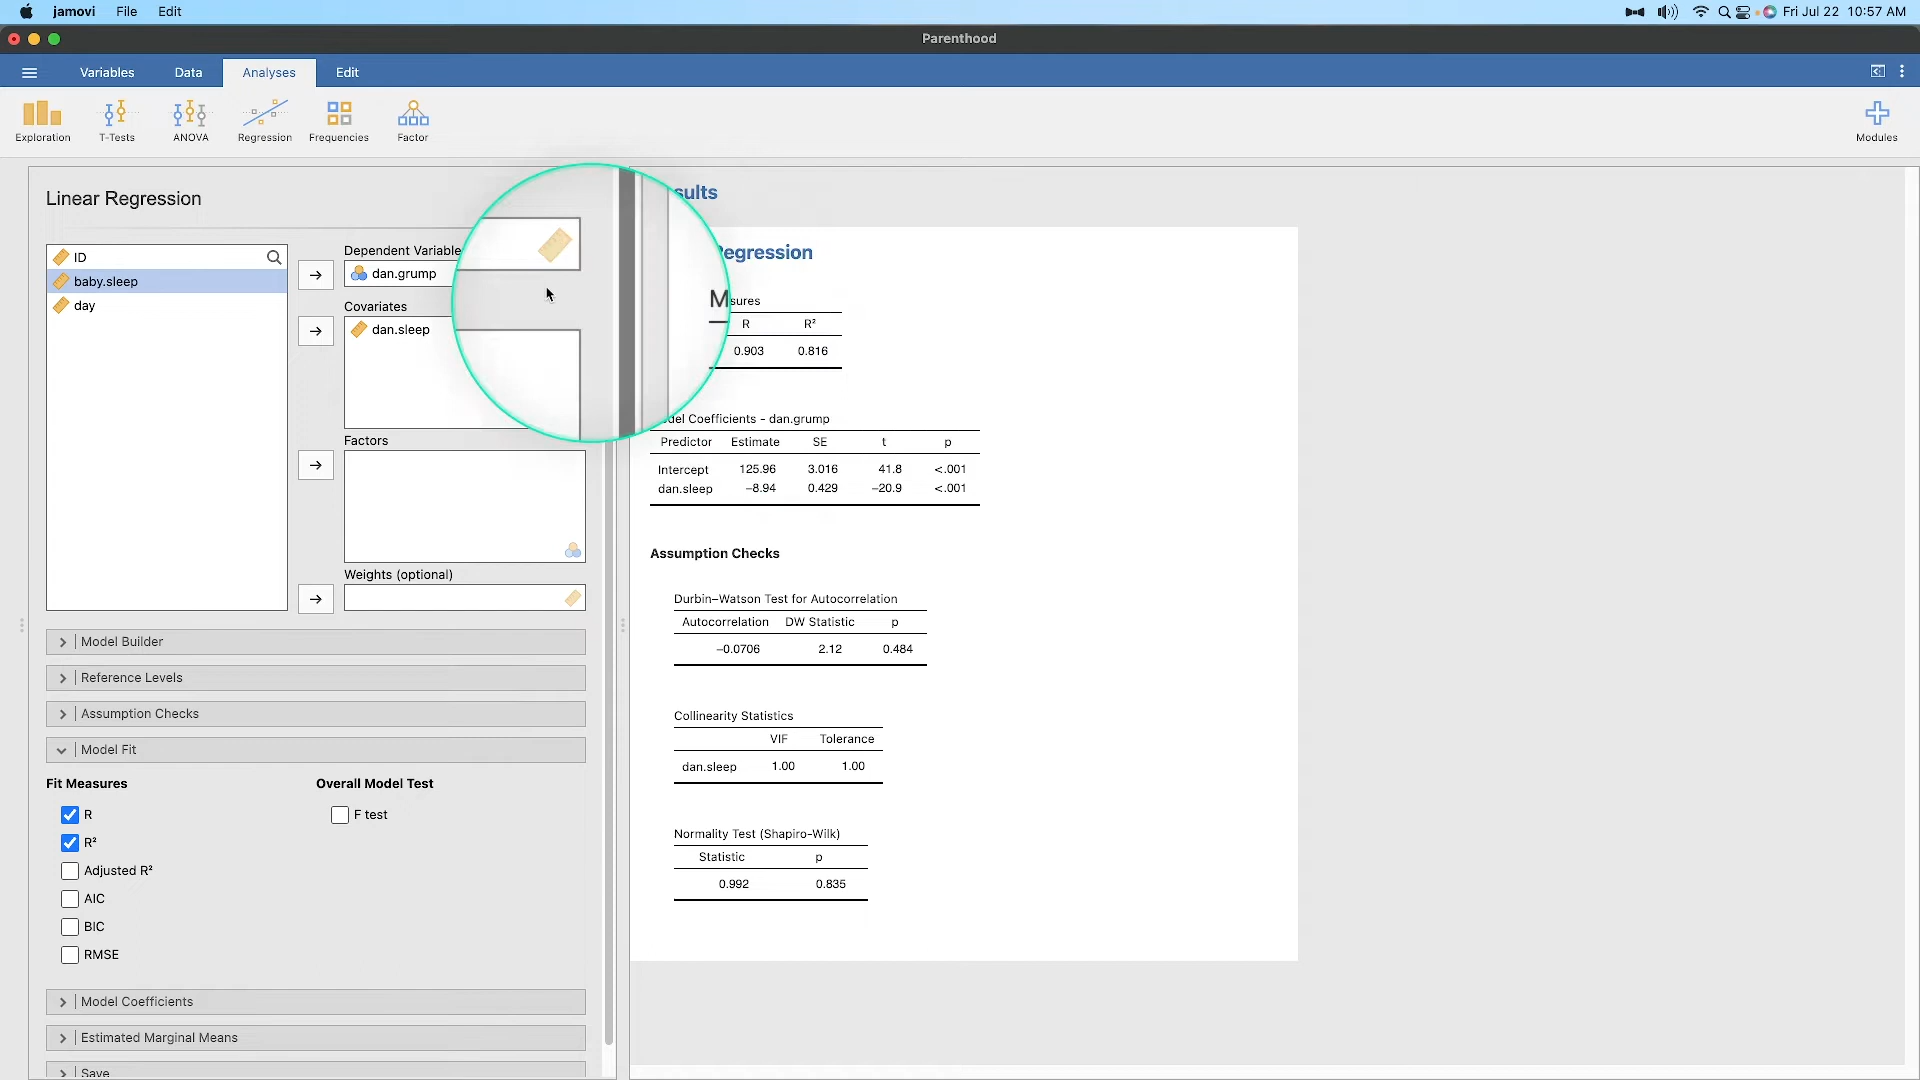 jamovi File Edit
Fri Jul 22 10:57 AM
Parenthood
Variables Data Analyses Edit
Exploration T-Tests ANOVA Regression Frequencies Factor Modules
Linear Regression
ID
baby.sleep
day
Dependent Variable
dan.grump
Covariates
dan.sleep
Factors
Weights (optional)
Model Builder
Reference Levels
Assumption Checks
Model Fit
Fit Measures Overall Model Test
R F test
R²
Adjusted R²
AIC
BIC
RMSE
Model Coefficients
Estimated Marginal Means
Save
sults
Regression
M sures
R R²
0.903 0.816
del Coefficients - dan.grump
Predictor Estimate SE t p
Intercept 125.96 3.016 41.8 <.001
dan.sleep –8.94 0.429 –20.9 <.001
Assumption Checks
Durbin–Watson Test for Autocorrelation
Autocorrelation DW Statistic p
–0.0706 2.12 0.484
Collinearity Statistics
VIF Tolerance
dan.sleep 1.00 1.00
Normality Test (Shapiro-Wilk)
Statistic p
0.992 0.835